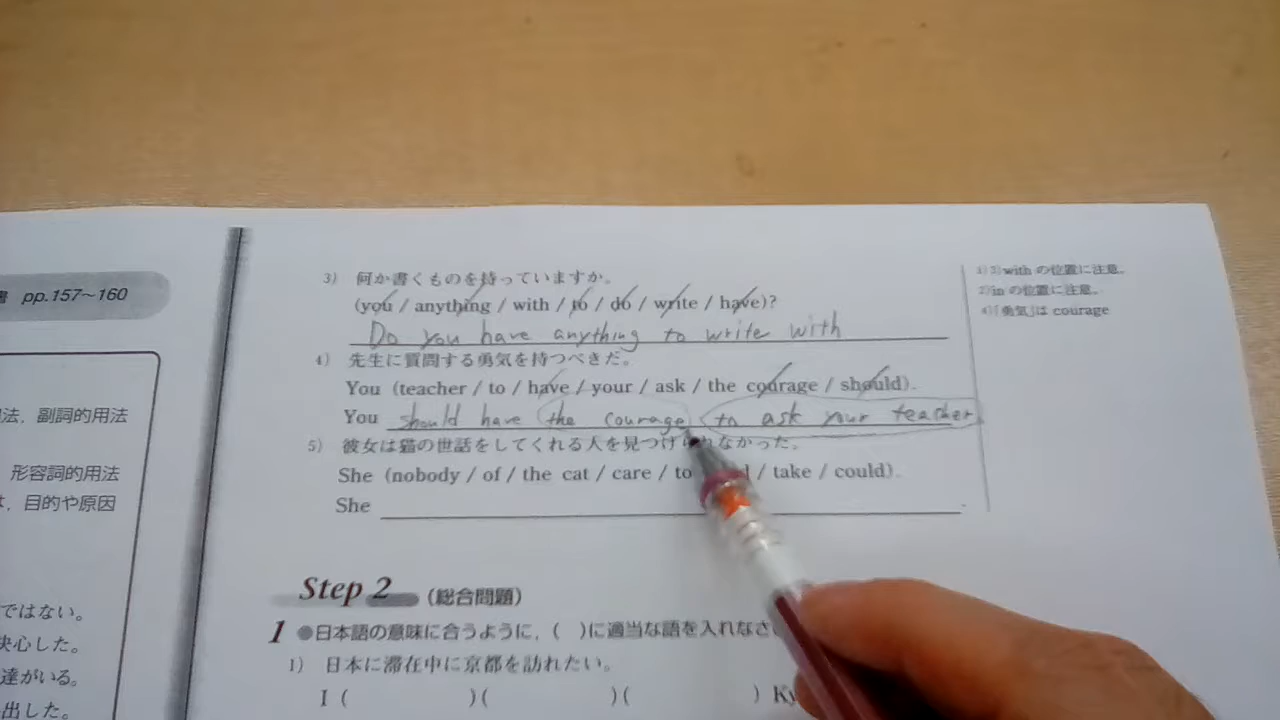 pp.157～160
法，副詞的用法
形容詞的用法
，目的や原因
ではない。
決心した。
達がいる。
出した。
3) 何か書くものを持っていますか。
(you / anything / with / to / do / write / have)?
Do you have anything to write with
4) 先生に質問する勇気を持つべきだ。
You (teacher / to / have / your / ask / the courage / should).
You should have the courage to ask your teacher
5) 彼女は猫の世話をしてくれる人を見つけられなかった。
She (nobody / of / the cat / care / to / take / could).
She
1)3)with の位置に注意。
2)in の位置に注意。
4)「勇気」は courage
Step 2 (総合問題)
1 ●日本語の意味に合うように，( )に適当な語を入れなさ
1) 日本に滞在中に京都を訪れたい。
I ( )( )( ) Ky